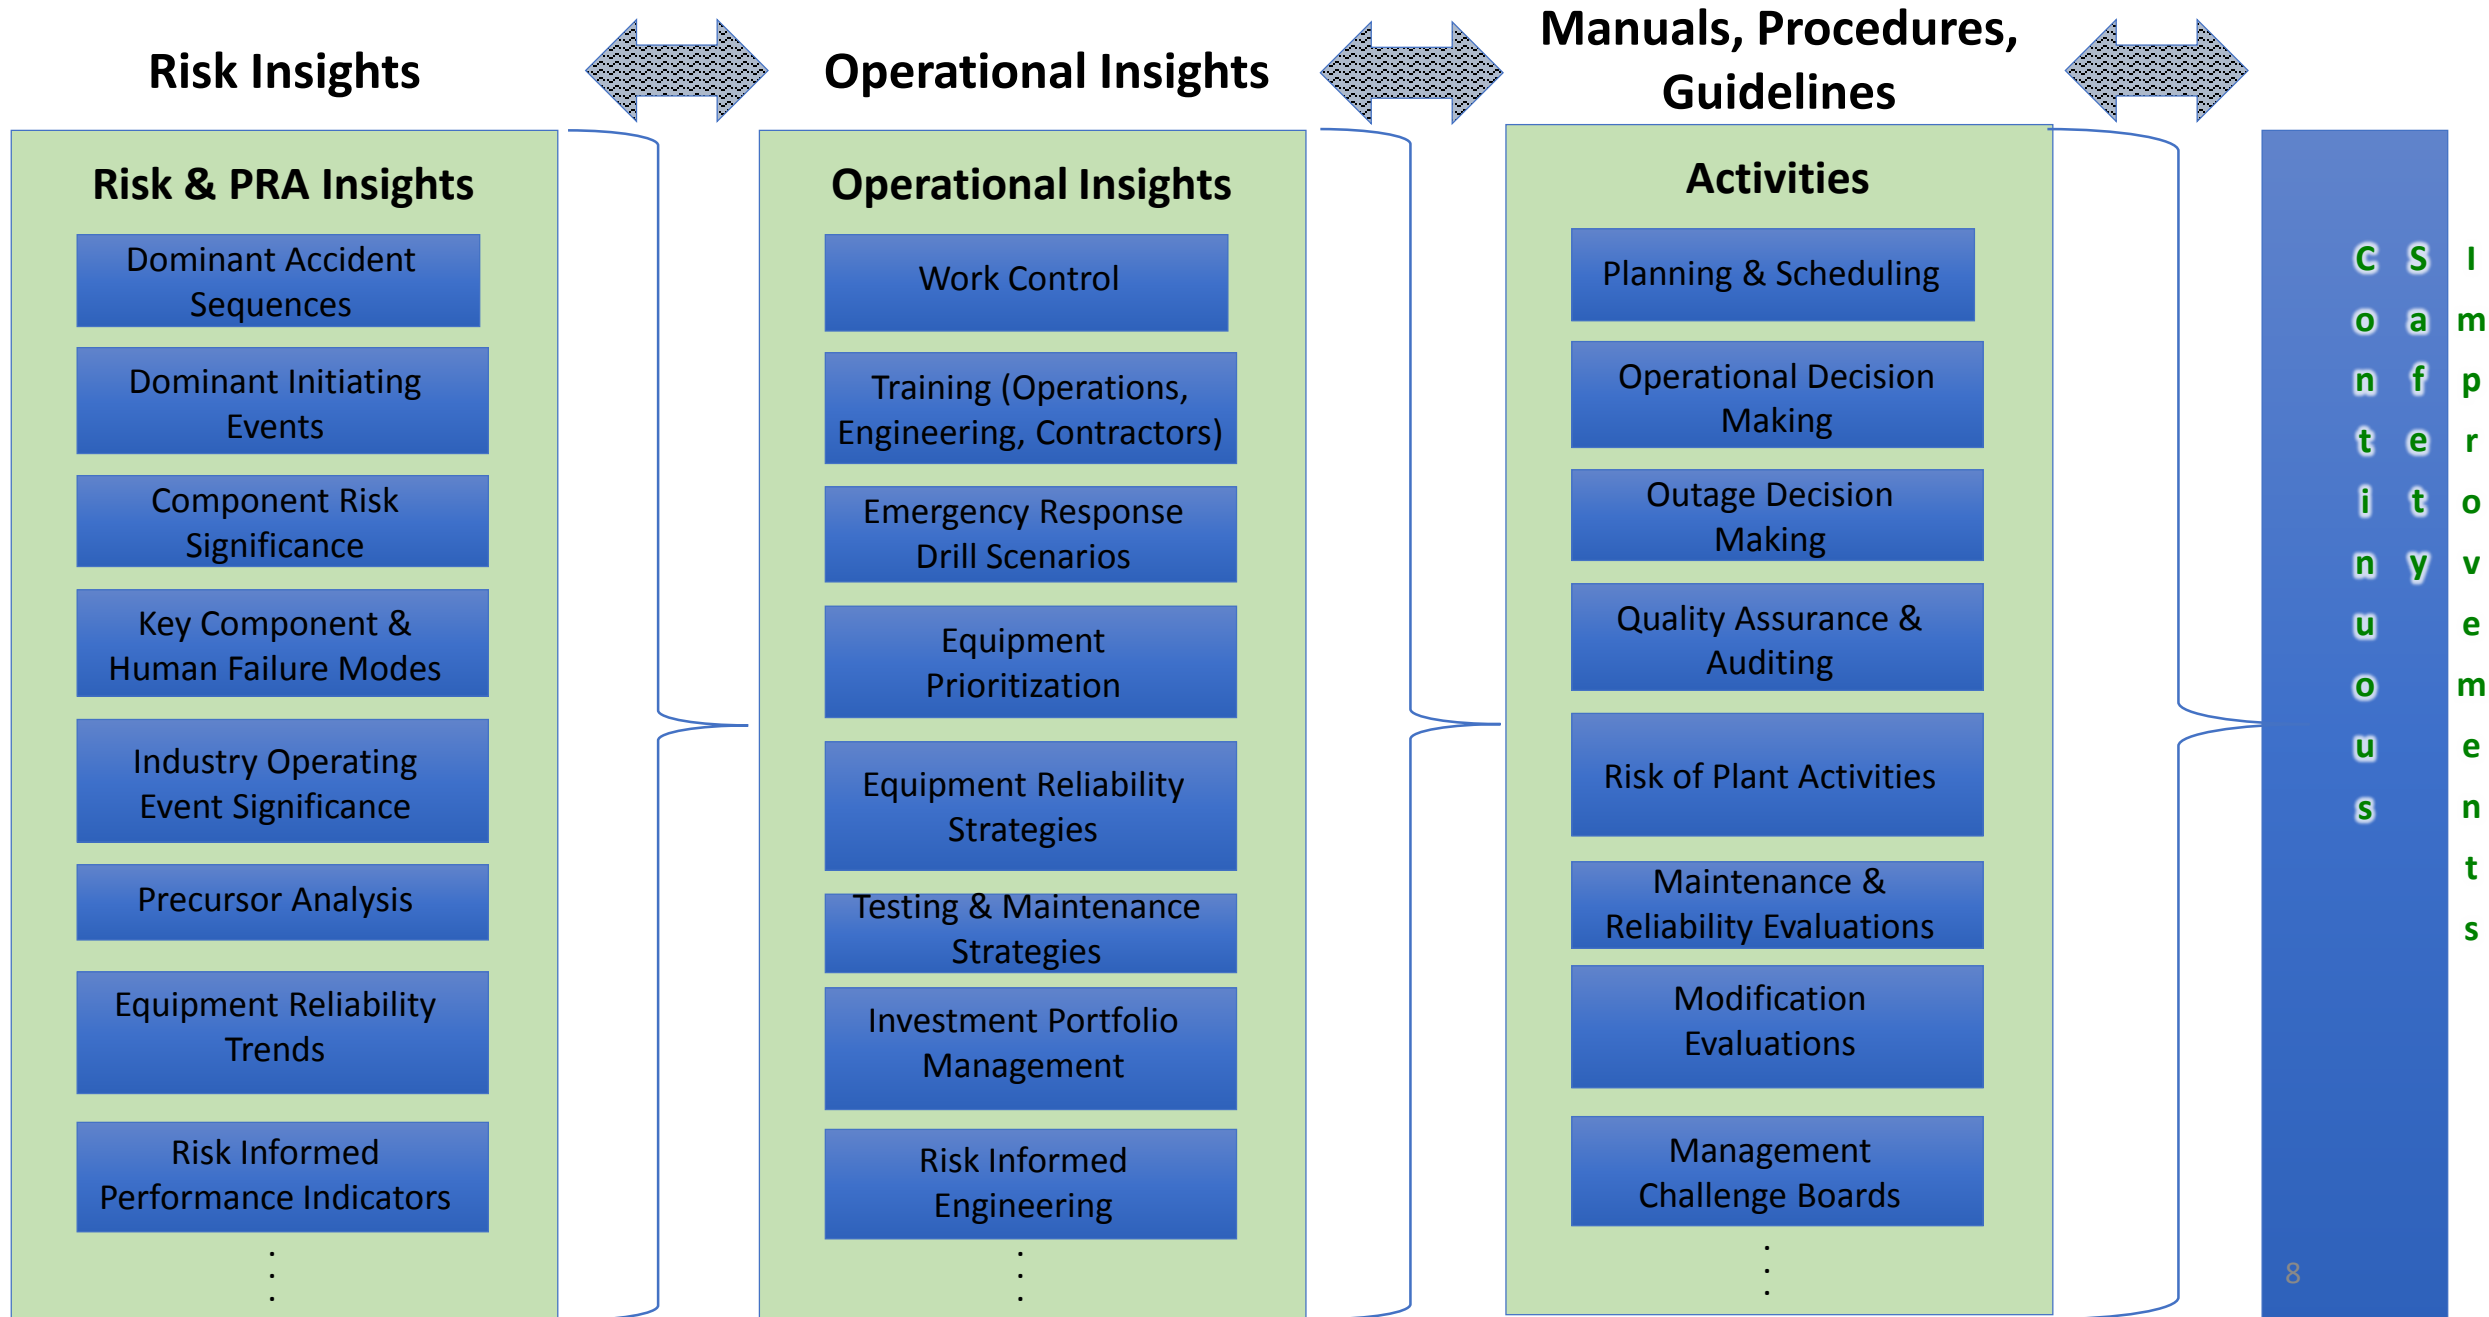 Risk Insights
Operational Insights
Manuals, Procedures,
Guidelines
Risk & PRA Insights
Dominant Accident
Sequences
Dominant Initiating
Events
Component Risk
Significance
Key Component &
Human Failure Modes
Industry Operating
Event Significance
Precursor Analysis
Equipment Reliability
Trends
Risk Informed
Performance Indicators
.
.
.
Operational Insights
Work Control
Training (Operations,
Engineering, Contractors)
Emergency Response
Drill Scenarios
Equipment
Prioritization
Equipment Reliability
Strategies
Testing & Maintenance
Strategies
Investment Portfolio
Management
Risk Informed
Engineering
.
.
.
Activities
Planning & Scheduling
Operational Decision
Making
Outage Decision
Making
Quality Assurance &
Auditing
Risk of Plant Activities
Maintenance &
Reliability Evaluations
Modification
Evaluations
Management
Challenge Boards
.
.
.
Continuous
Safety
Improvements
8